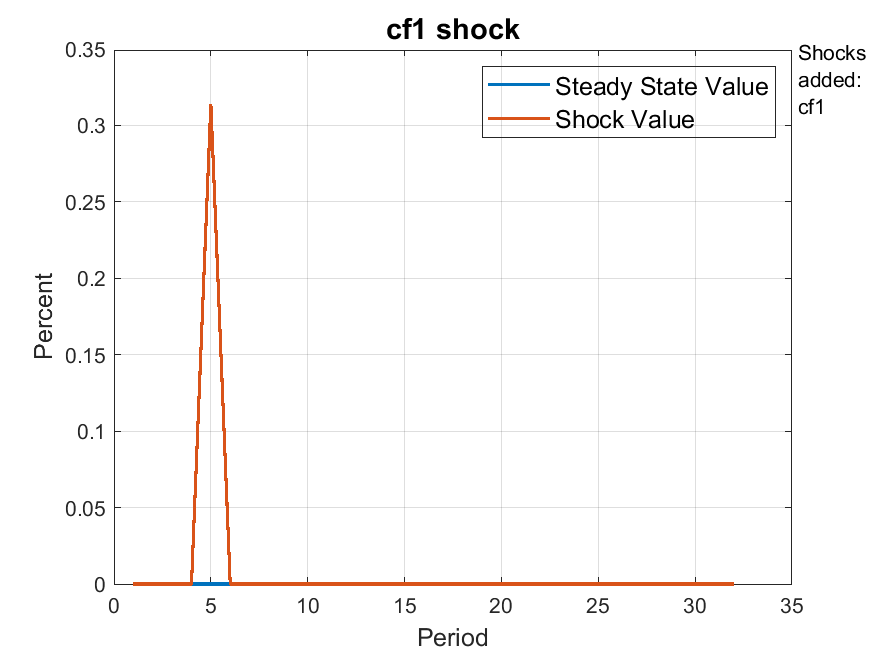 cf1 shock
Shocks
added:
cf1
Steady State Value
Shock Value
Percent
0.35
0.3
0.25
0.2
0.15
0.1
0.05
0
0 5 10 15 20 25 30 35
Period